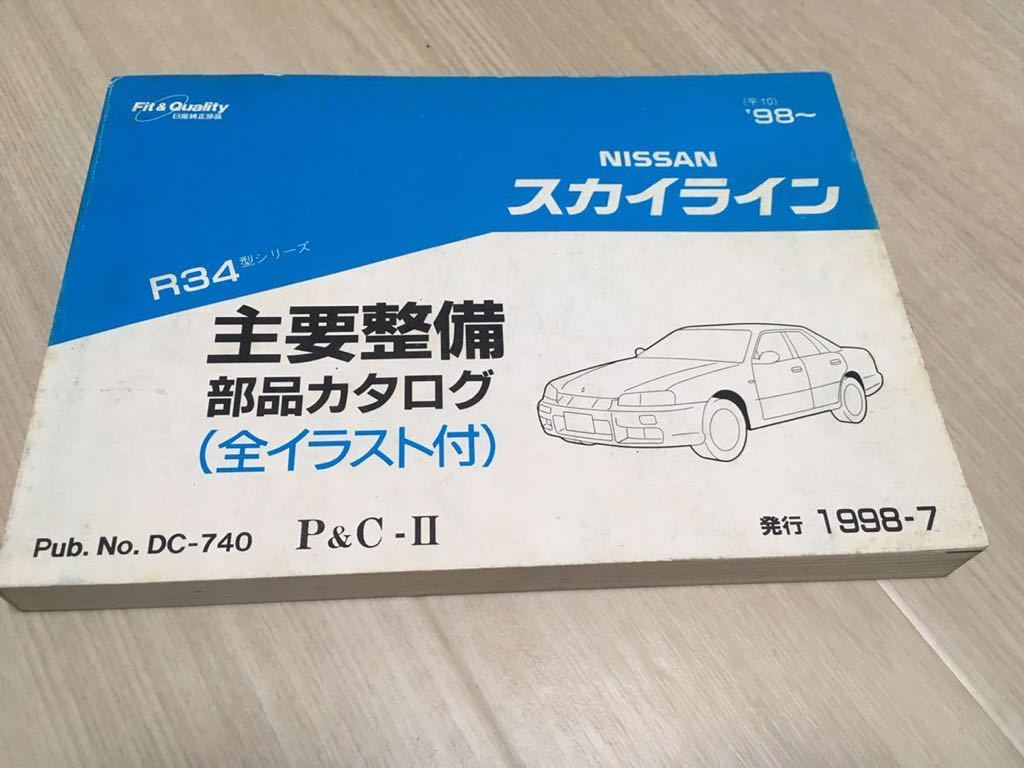 Fit & Quality
日産純正部品
(平10)
'98～
NISSAN
スカイライン
R34型シリーズ
主要整備
部品カタログ
(全イラスト付)
Pub. No. DC-740 P&C-II
発行 1998-7